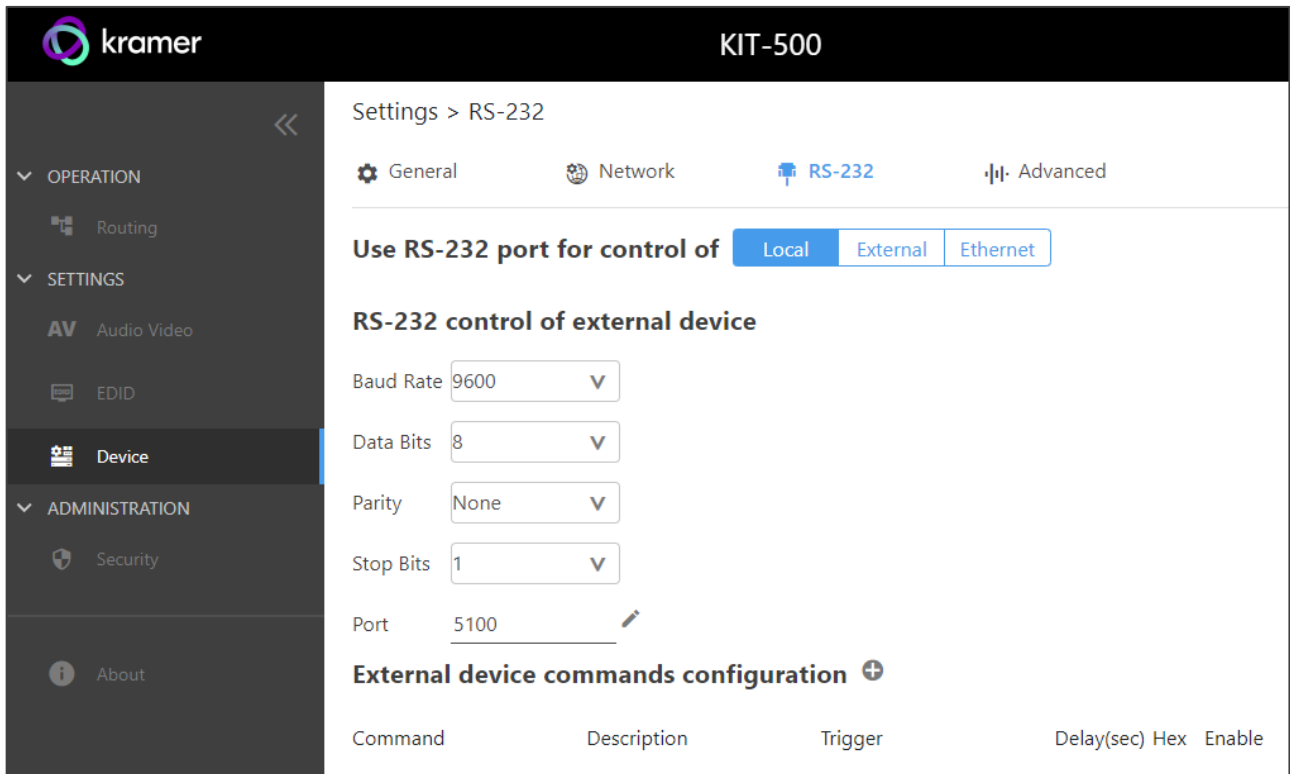 kramer
KIT-500
OPERATION
Routing
SETTINGS
AV Audio Video
EDID
Device
ADMINISTRATION
Security
About
Settings > RS-232
General Network RS-232 Advanced
Use RS-232 port for control of Local External Ethernet
RS-232 control of external device
Baud Rate 9600
Data Bits 8
Parity None
Stop Bits 1
Port 5100
External device commands configuration
Command Description Trigger Delay(sec) Hex Enable